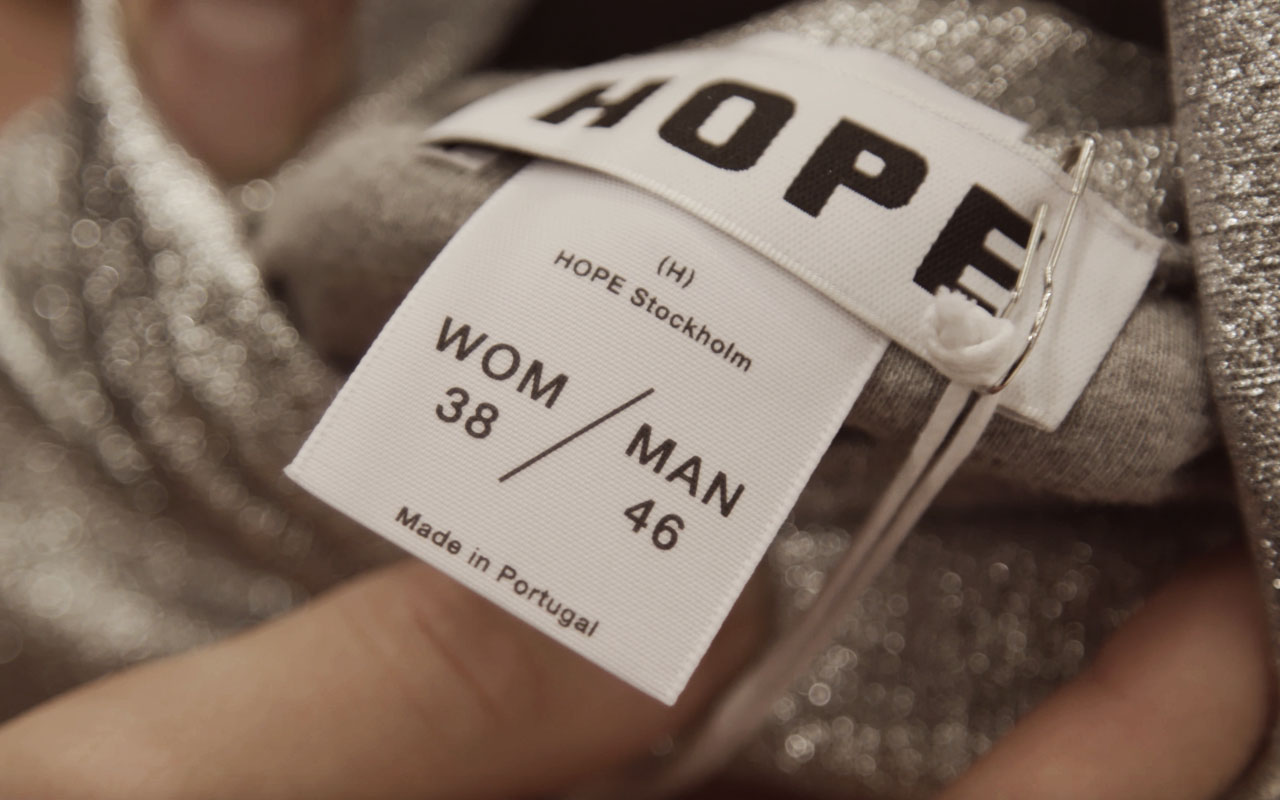 HOPE
(H)
HOPE Stockholm
WOM / MAN
38 46
Made in Portugal